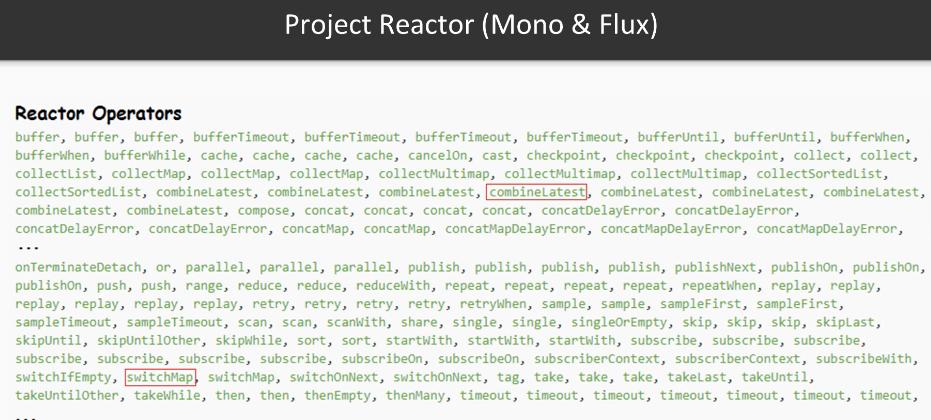 Project Reactor (Mono & Flux)
Reactor Operators
buffer, buffer, buffer, bufferTimeout, bufferTimeout, bufferTimeout, bufferTimeout, bufferUntil, bufferUntil, bufferWhen,
bufferWhen, bufferWhile, cache, cache, cache, cache, cancelOn, cast, checkpoint, checkpoint, checkpoint, collect, collect,
collectList, collectMap, collectMap, collectMap, collectMultimap, collectMultimap, collectMultimap, collectSortedList,
collectSortedList, combineLatest, combineLatest, combineLatest, combineLatest, combineLatest, combineLatest, combineLatest,
combineLatest, combineLatest, compose, concat, concat, concat, concat, concatDelayError, concatDelayError,
concatDelayError, concatDelayError, concatMap, concatMap, concatMapDelayError, concatMapDelayError, concatMapDelayError,
...
onTerminateDetach, or, parallel, parallel, parallel, publish, publish, publish, publish, publishNext, publishOn, publishOn,
publishOn, push, push, range, reduce, reduce, reduceWith, repeat, repeat, repeat, repeat, repeatWhen, replay, replay,
replay, replay, replay, replay, retry, retry, retry, retry, retryWhen, sample, sample, sampleFirst, sampleFirst,
sampleTimeout, sampleTimeout, scan, scan, scanWith, share, single, single, singleOrEmpty, skip, skip, skip, skipLast,
skipUntil, skipUntilOther, skipWhile, sort, sort, startWith, startWith, startWith, subscribe, subscribe, subscribe,
subscribe, subscribe, subscribe, subscribe, subscribeOn, subscribeOn, subscriberContext, subscriberContext, subscribeWith,
switchIfEmpty, switchMap, switchMap, switchOnNext, switchOnNext, tag, take, take, take, takeLast, takeUntil,
takeUntilOther, takeWhile, then, then, thenEmpty, thenMany, timeout, timeout, timeout, timeout, timeout, timeout, timeout,
...